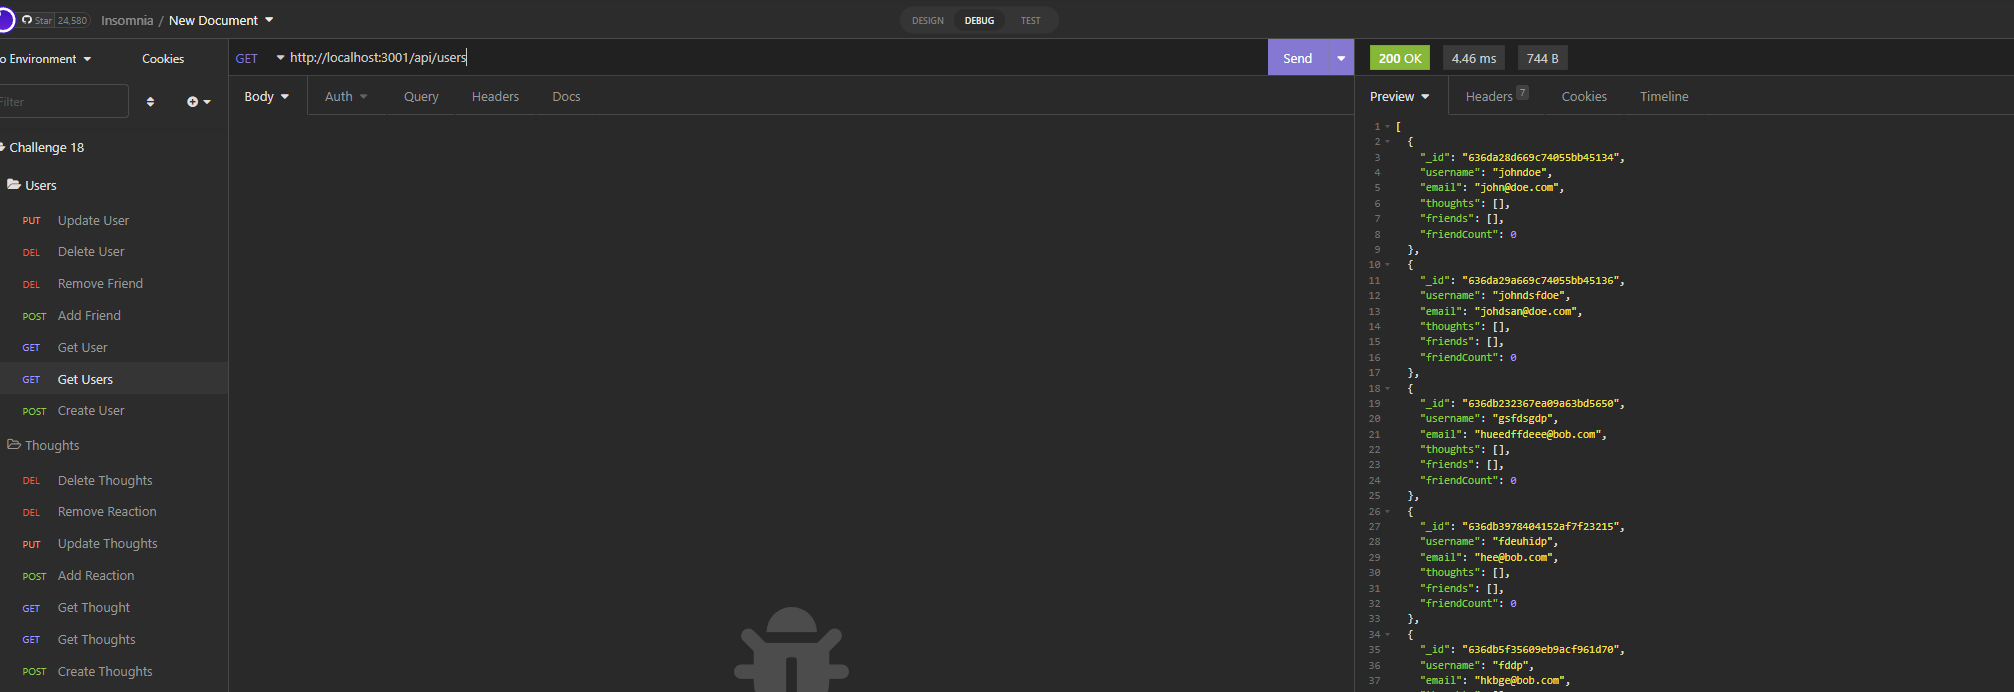 Star 24,580 Insomnia / New Document DESIGN DEBUG TEST
o Environment Cookies
GET http://localhost:3001/api/users Send 200 OK 4.46 ms 744 B
Filter
Body Auth Query Headers Docs
Preview Headers 7 Cookies Timeline
Challenge 18
Users
PUT Update User
DEL Delete User
DEL Remove Friend
POST Add Friend
GET Get User
GET Get Users
POST Create User
Thoughts
DEL Delete Thoughts
DEL Remove Reaction
PUT Update Thoughts
POST Add Reaction
GET Get Thought
GET Get Thoughts
POST Create Thoughts
1 [
2 {
3 "_id": "636da28d669c74055bb45134",
4 "username": "johndoe",
5 "email": "john@doe.com",
6 "thoughts": [],
7 "friends": [],
8 "friendCount": 0
9 },
10 {
11 "_id": "636da29a669c74055bb45136",
12 "username": "johndsfdoe",
13 "email": "johdsan@doe.com",
14 "thoughts": [],
15 "friends": [],
16 "friendCount": 0
17 },
18 {
19 "_id": "636db232367ea09a63bd5650",
20 "username": "gsfdsgdp",
21 "email": "hueedffdeee@bob.com",
22 "thoughts": [],
23 "friends": [],
24 "friendCount": 0
25 },
26 {
27 "_id": "636db3978404152af7f23215",
28 "username": "fdeuhidp",
29 "email": "hee@bob.com",
30 "thoughts": [],
31 "friends": [],
32 "friendCount": 0
33 },
34 {
35 "_id": "636db5f35609eb9acf961d70",
36 "username": "fddp",
37 "email": "hkbge@bob.com",